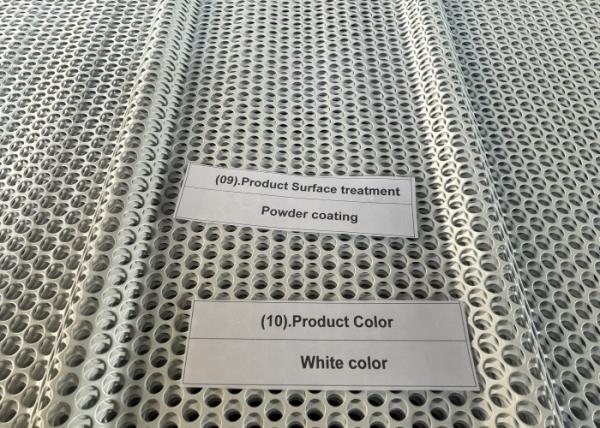 (09).Product Surface treatment
Powder coating
(10).Product Color
White color